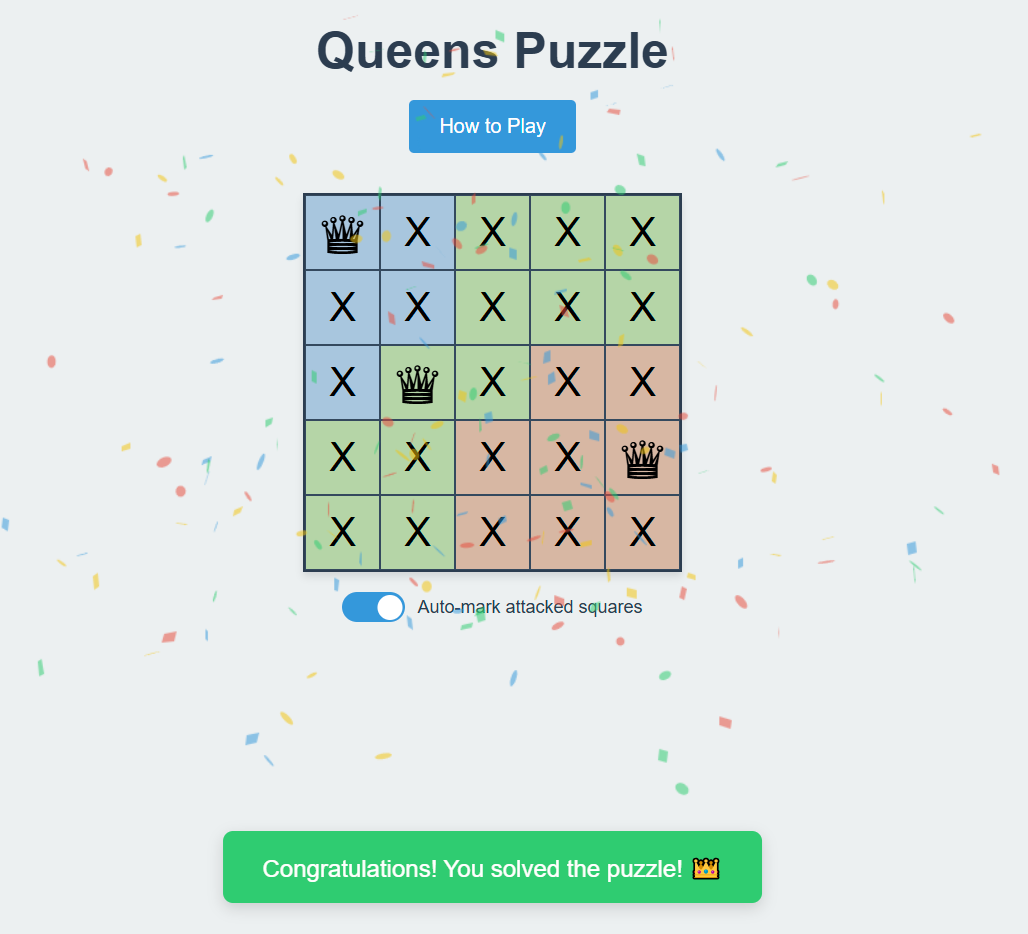 Queens Puzzle
How to Play
X X X X
X X X X X
X X X X
X X X X
X X X X X
Auto-mark attacked squares
Congratulations! You solved the puzzle!